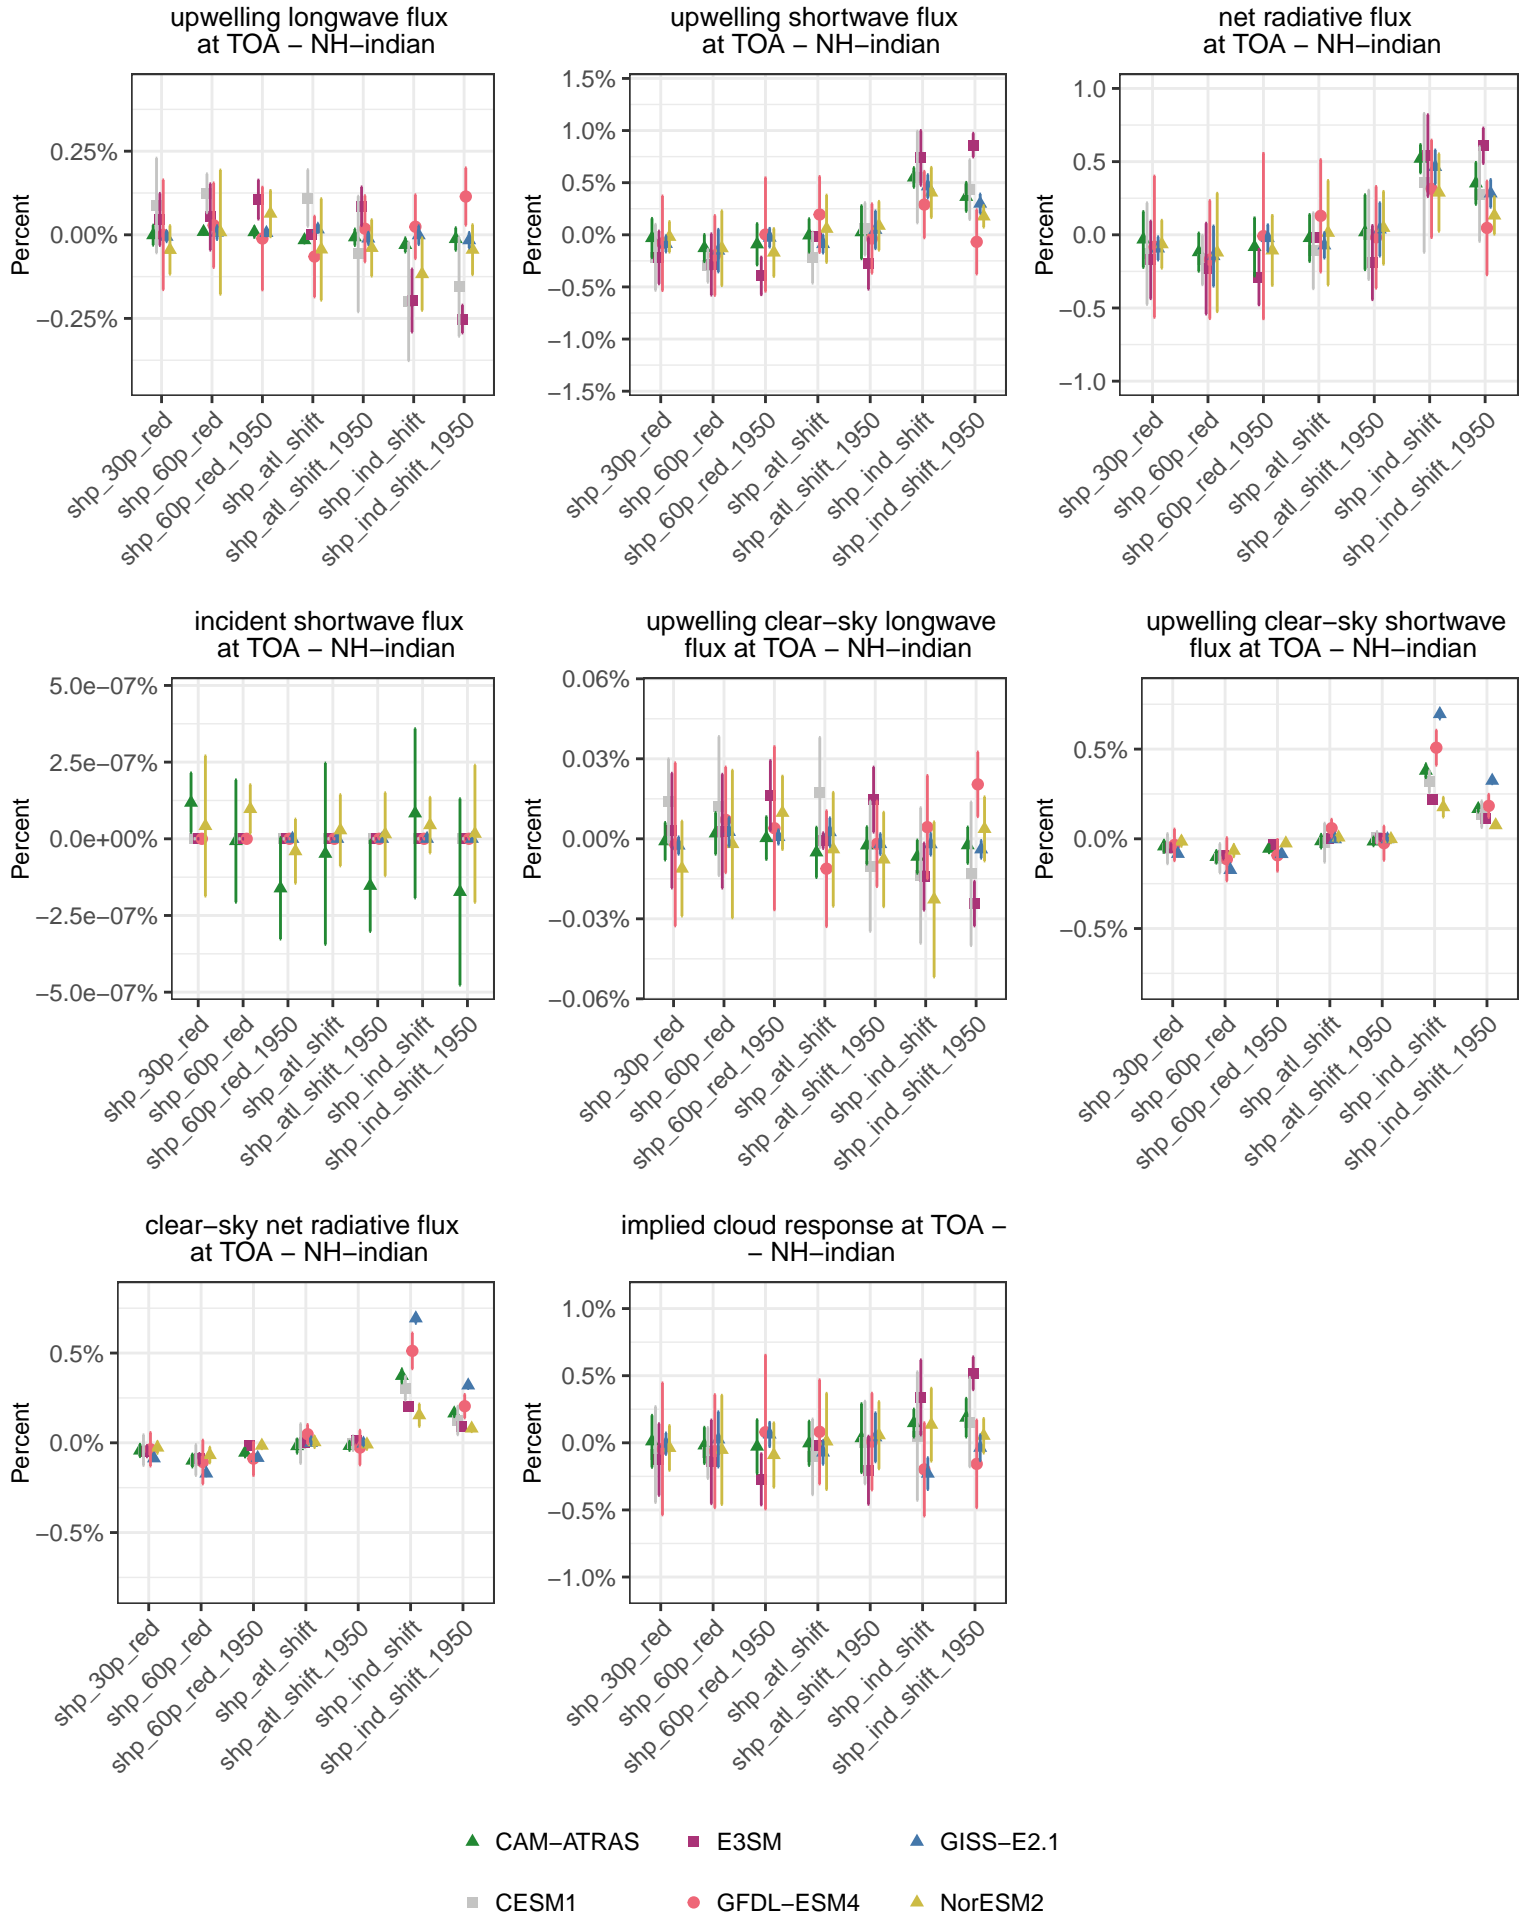 upwelling longwave flux
at TOA − NH−indian
Percent
0.25%
0.00%
−0.25%
shp_30p_red
shp_60p_red
shp_60p_red_1950
shp_atl_shift
shp_atl_shift_1950
shp_ind_shift
shp_ind_shift_1950
upwelling shortwave flux
at TOA − NH−indian
Percent
1.5%
1.0%
0.5%
0.0%
−0.5%
−1.0%
−1.5%
shp_30p_red
shp_60p_red
shp_60p_red_1950
shp_atl_shift
shp_atl_shift_1950
shp_ind_shift
shp_ind_shift_1950
net radiative flux
at TOA − NH−indian
Percent
1.0
0.5
0.0
−0.5
−1.0
shp_30p_red
shp_60p_red
shp_60p_red_1950
shp_atl_shift
shp_atl_shift_1950
shp_ind_shift
shp_ind_shift_1950
incident shortwave flux
at TOA − NH−indian
Percent
5.0e−07%
2.5e−07%
0.0e+00%
−2.5e−07%
−5.0e−07%
shp_30p_red
shp_60p_red
shp_60p_red_1950
shp_atl_shift
shp_atl_shift_1950
shp_ind_shift
shp_ind_shift_1950
upwelling clear−sky longwave
flux at TOA − NH−indian
Percent
0.06%
0.03%
0.00%
−0.03%
−0.06%
shp_30p_red
shp_60p_red
shp_60p_red_1950
shp_atl_shift
shp_atl_shift_1950
shp_ind_shift
shp_ind_shift_1950
upwelling clear−sky shortwave
flux at TOA − NH−indian
Percent
0.5%
0.0%
−0.5%
shp_30p_red
shp_60p_red
shp_60p_red_1950
shp_atl_shift
shp_atl_shift_1950
shp_ind_shift
shp_ind_shift_1950
clear−sky net radiative flux
at TOA − NH−indian
Percent
0.5%
0.0%
−0.5%
shp_30p_red
shp_60p_red
shp_60p_red_1950
shp_atl_shift
shp_atl_shift_1950
shp_ind_shift
shp_ind_shift_1950
implied cloud response at TOA −
− NH−indian
Percent
1.0%
0.5%
0.0%
−0.5%
−1.0%
shp_30p_red
shp_60p_red
shp_60p_red_1950
shp_atl_shift
shp_atl_shift_1950
shp_ind_shift
shp_ind_shift_1950
CAM−ATRAS
E3SM
GISS−E2.1
CESM1
GFDL−ESM4
NorESM2